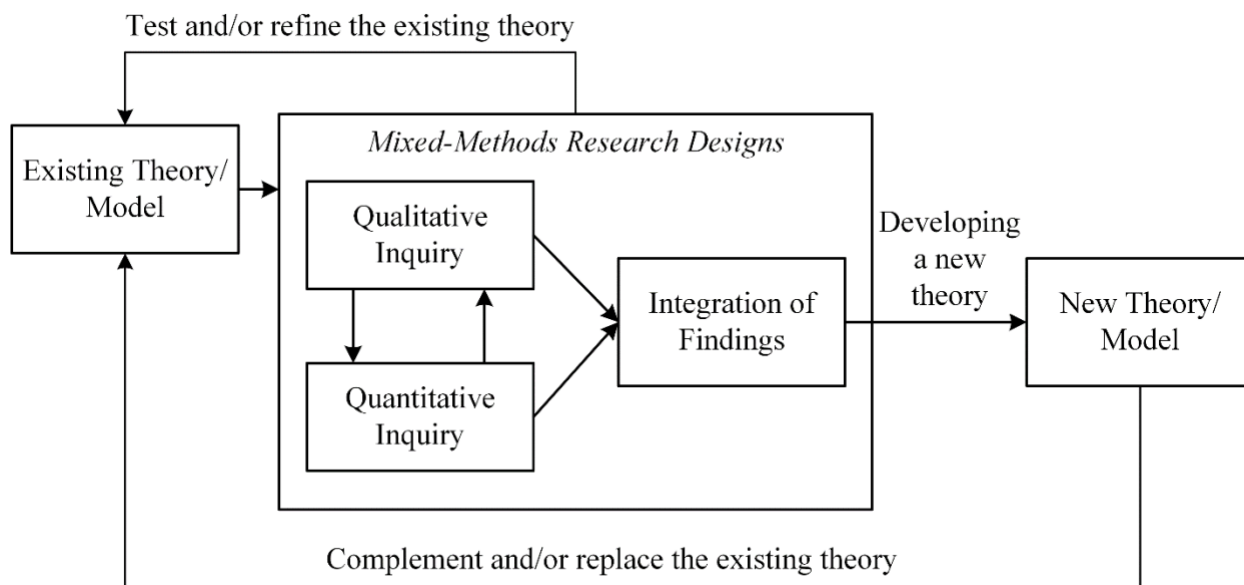 Test and/or refine the existing theory
Existing Theory/
Model
Mixed-Methods Research Designs
Qualitative
Inquiry
Quantitative
Inquiry
Integration of
Findings
Developing
a new
theory
New Theory/
Model
Complement and/or replace the existing theory